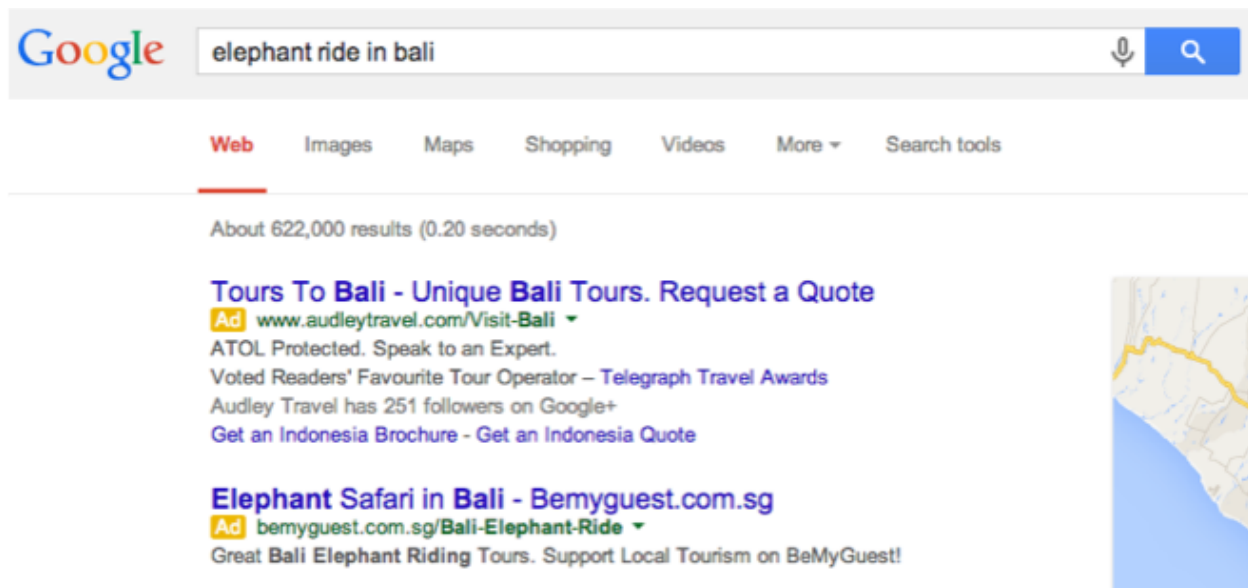 Google
elephant ride in bali
Web Images Maps Shopping Videos More Search tools
About 622,000 results (0.20 seconds)
Tours To Bali - Unique Bali Tours. Request a Quote
Ad www.audleytravel.com/Visit-Bali
ATOL Protected. Speak to an Expert.
Voted Readers' Favourite Tour Operator – Telegraph Travel Awards
Audley Travel has 251 followers on Google+
Get an Indonesia Brochure - Get an Indonesia Quote
Elephant Safari in Bali - Bemyguest.com.sg
Ad bemyguest.com.sg/Bali-Elephant-Ride
Great Bali Elephant Riding Tours. Support Local Tourism on BeMyGuest!